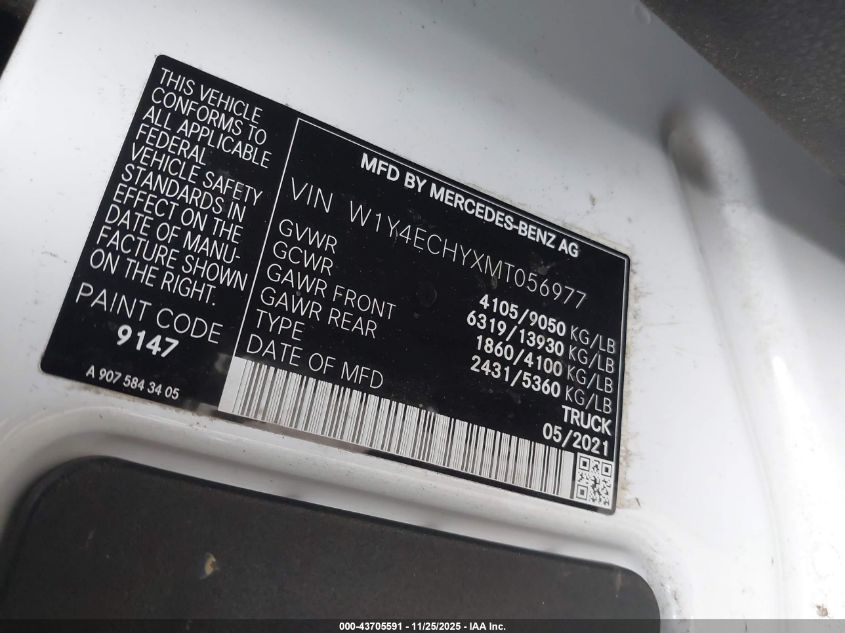 THIS VEHICLE
CONFORMS TO
ALL APPLICABLE
FEDERAL
VEHICLE SAFETY
STANDARDS IN
EFFECT ON THE
DATE OF MANU-
FACTURE SHOWN
ON THE RIGHT.
PAINT CODE
9147
A 907 584 34 05
MFD BY MERCEDES-BENZ AG
VIN W1Y4ECHYXMT056977
GVWR 4105/9050 KG/LB
GCWR 6319/13930 KG/LB
GAWR FRONT 1860/4100 KG/LB
GAWR REAR 2431/5360 KG/LB
TYPE TRUCK
DATE OF MFD 05/2021
000-43705591 - 11/25/2025 - IAA Inc.